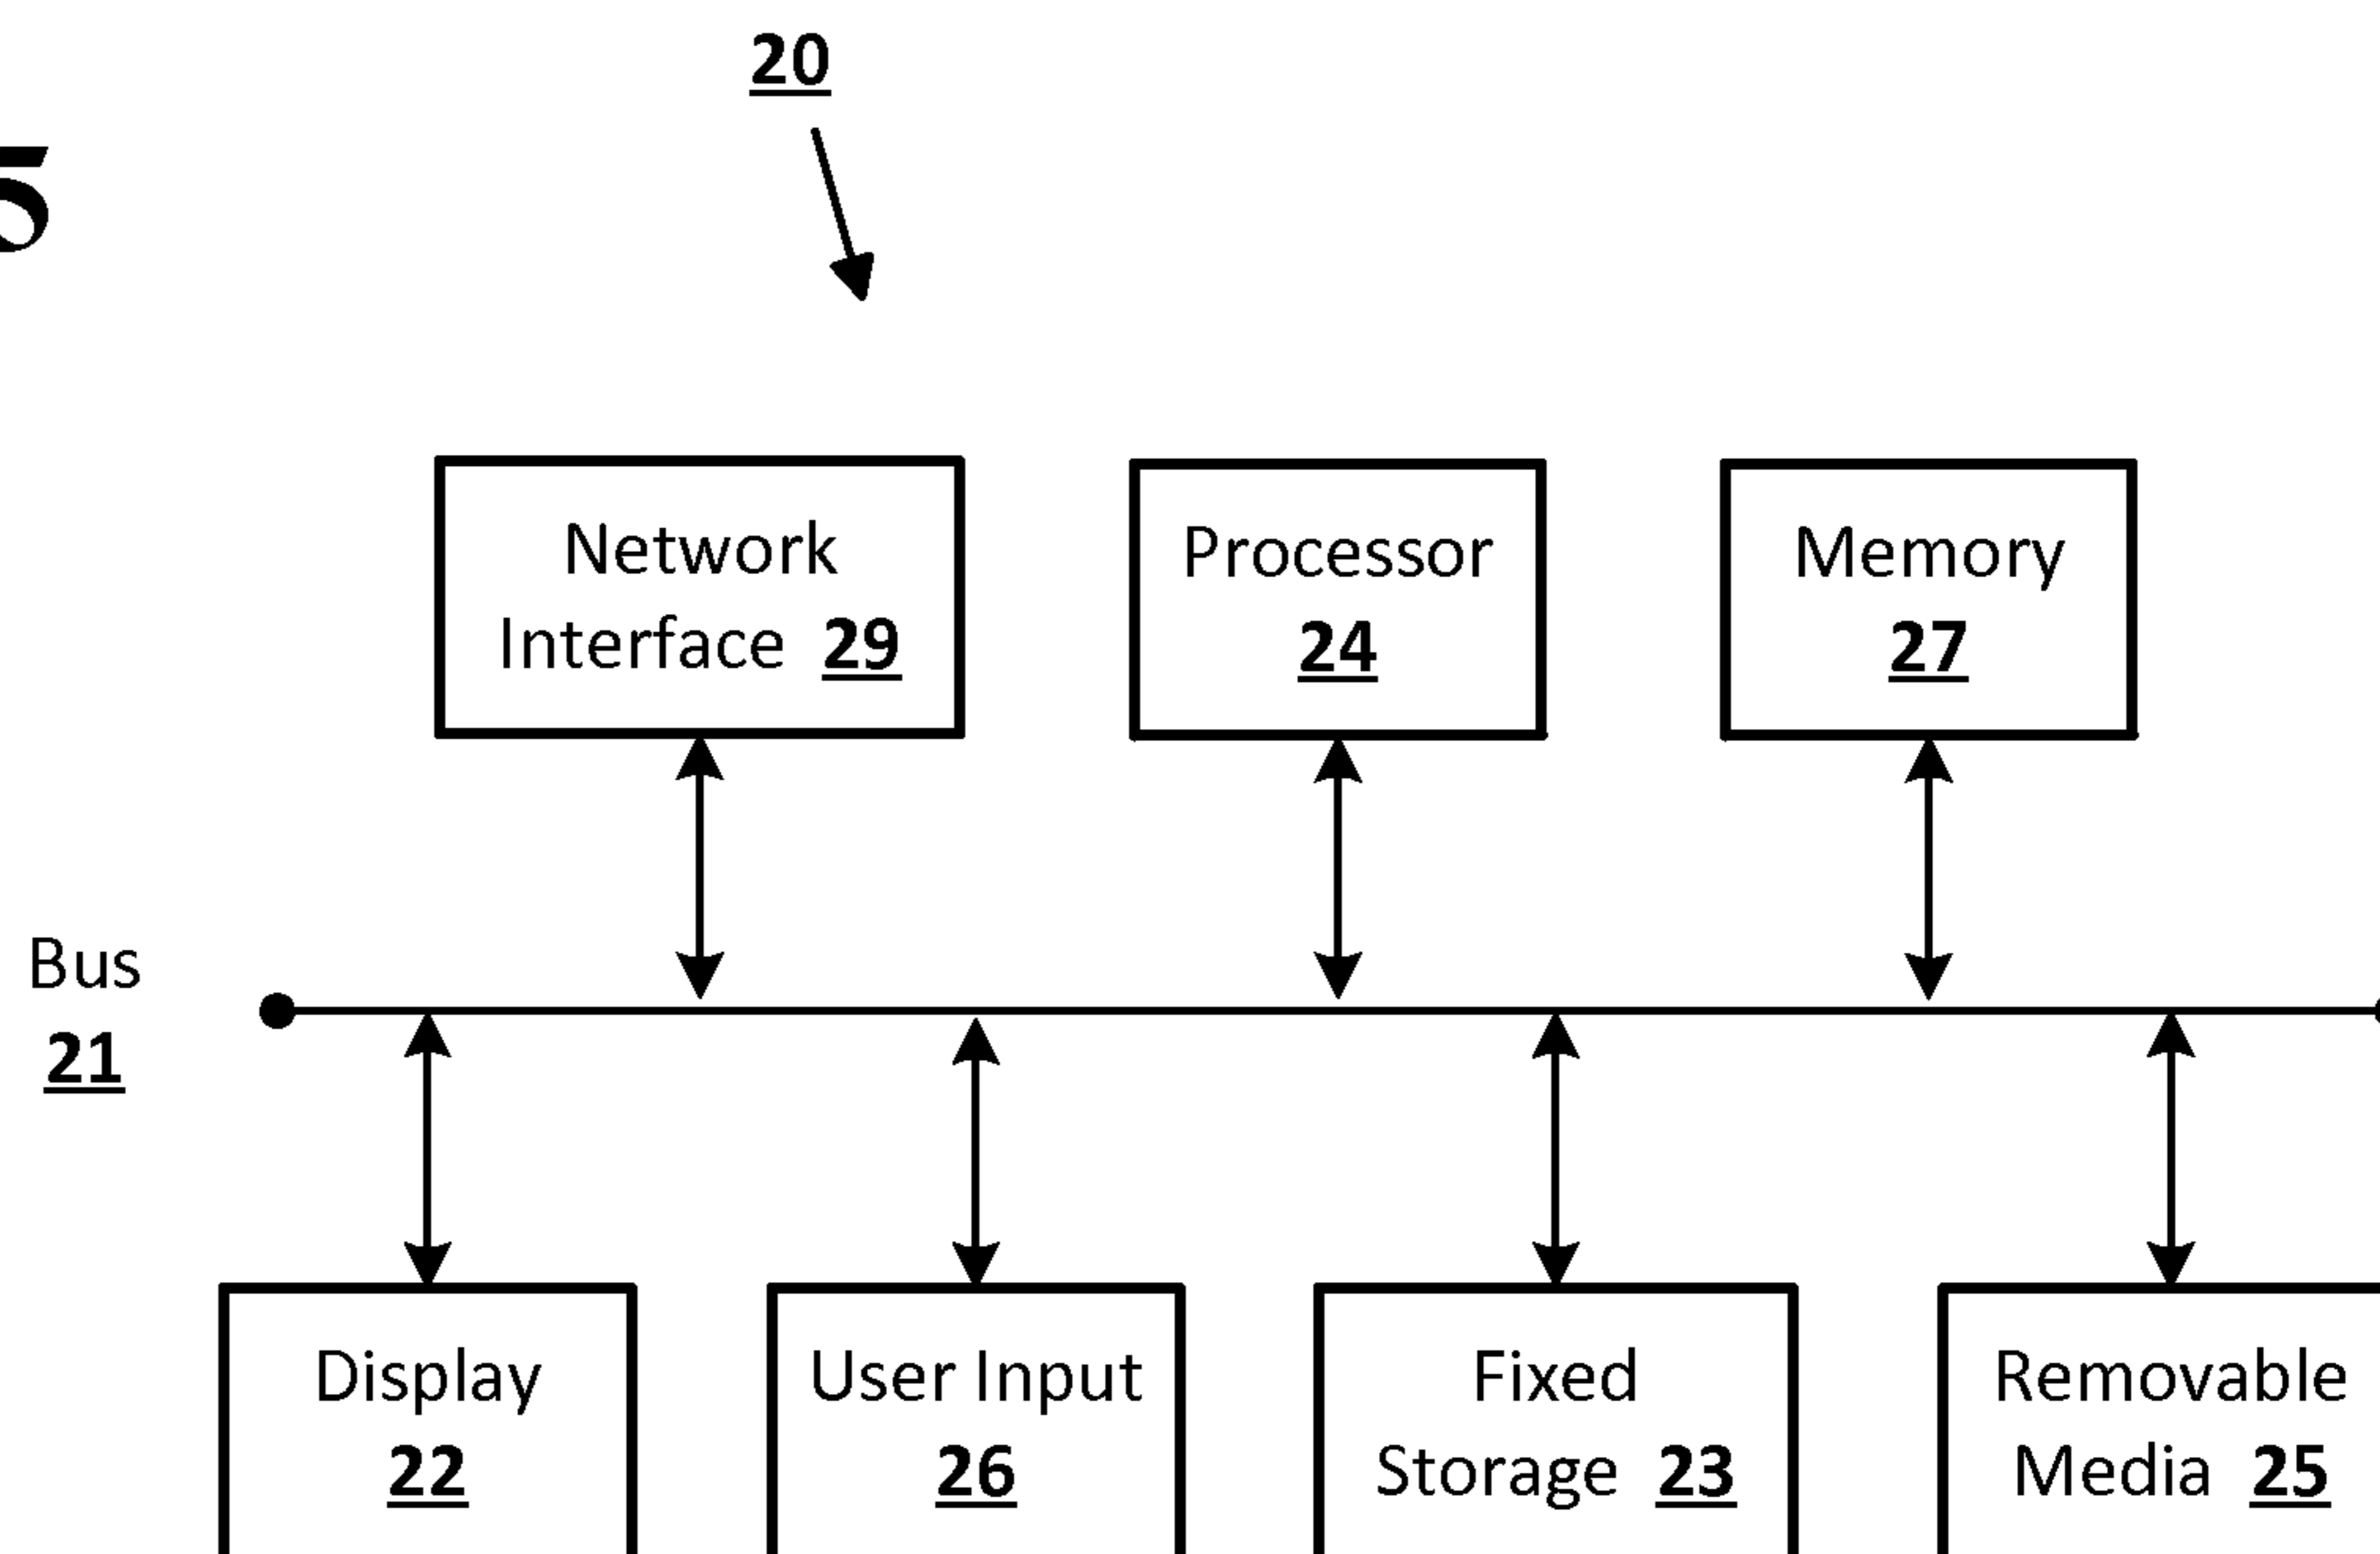 20
5
Network
Interface 29
Processor
24
Memory
27
Bus
21
Display
22
User Input
26
Fixed
Storage 23
Removable
Media 25